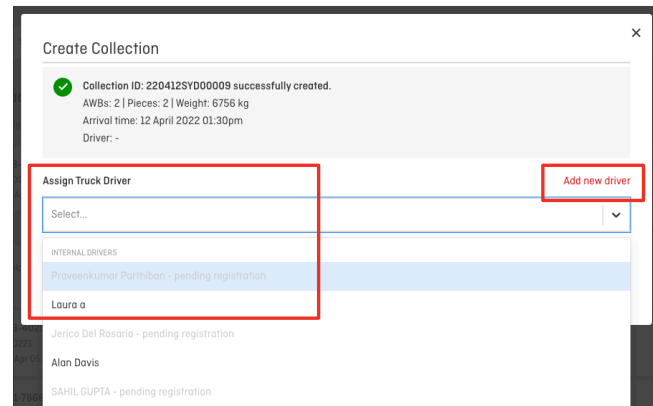 Create Collection
Collection ID: 220412SYD00009 successfully created.
AWBs: 2 | Pieces: 2 | Weight: 6756 kg
Arrival time: 12 April 2022 01:30pm
Driver: -
Assign Truck Driver
Add new driver
Select...
INTERNAL DRIVERS
Praveenkumar Parthiban - pending registration
Laura a
Jerico Del Rosario - pending registration
Alan Davis
SAHIL GUPTA - pending registration